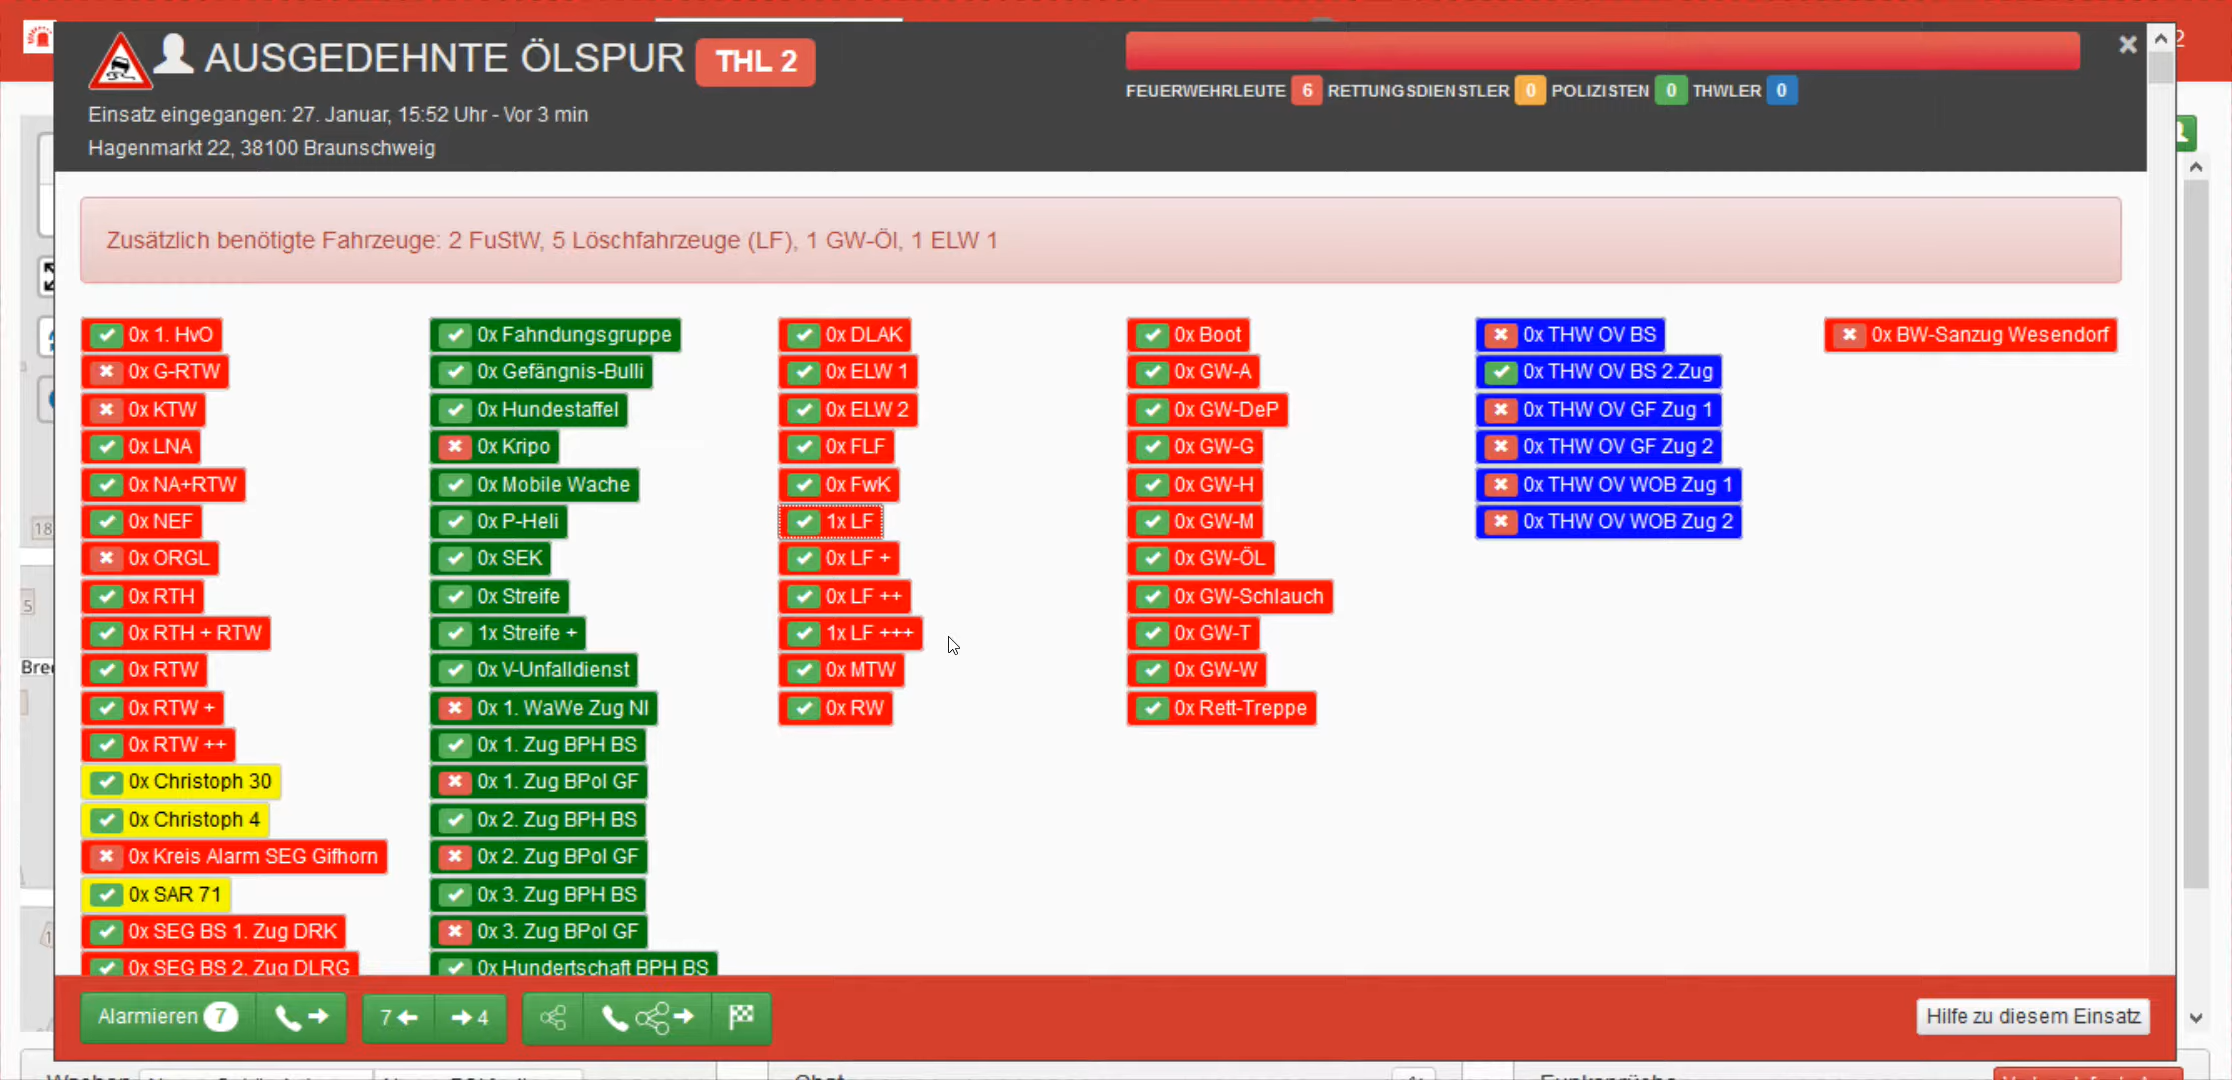 AUSGEDEHNTE ÖLSPUR THL 2
FEUERWEHRLEUTE 6 RETTUNGSDIENSTLER 0 POLIZISTEN 0 THWLER 0
Einsatz eingegangen: 27. Januar, 15:52 Uhr - Vor 3 min
Hagenmarkt 22, 38100 Braunschweig
Zusätzlich benötigte Fahrzeuge: 2 FuStW, 5 Löschfahrzeuge (LF), 1 GW-Öl, 1 ELW 1
0x 1. HvO
0x G-RTW
0x KTW
0x LNA
0x NA+RTW
0x NEF
0x ORGL
0x RTH
0x RTH + RTW
0x RTW
0x RTW +
0x RTW ++
0x Christoph 30
0x Christoph 4
0x Kreis Alarm SEG Gifhorn
0x SAR 71
0x SEG BS 1. Zug DRK
0x SEG BS 2. Zug DLRG
0x Fahndungsgruppe
0x Gefängnis-Bulli
0x Hundestaffel
0x Kripo
0x Mobile Wache
0x P-Heli
0x SEK
0x Streife
1x Streife +
0x V-Unfalldienst
0x 1. WaWe Zug NI
0x 1. Zug BPH BS
0x 1. Zug BPol GF
0x 2. Zug BPH BS
0x 2. Zug BPol GF
0x 3. Zug BPH BS
0x 3. Zug BPol GF
0x Hundertschaft BPH BS
0x DLAK
0x ELW 1
0x ELW 2
0x FLF
0x FwK
1x LF
0x LF +
0x LF ++
1x LF +++
0x MTW
0x RW
0x Boot
0x GW-A
0x GW-DeP
0x GW-G
0x GW-H
0x GW-M
0x GW-ÖL
0x GW-Schlauch
0x GW-T
0x GW-W
0x Rett-Treppe
0x THW OV BS
0x THW OV BS 2.Zug
0x THW OV GF Zug 1
0x THW OV GF Zug 2
0x THW OV WOB Zug 1
0x THW OV WOB Zug 2
0x BW-Sanzug Wesendorf
Alarmieren 7
7
4
Hilfe zu diesem Einsatz
2
18
5
Bre